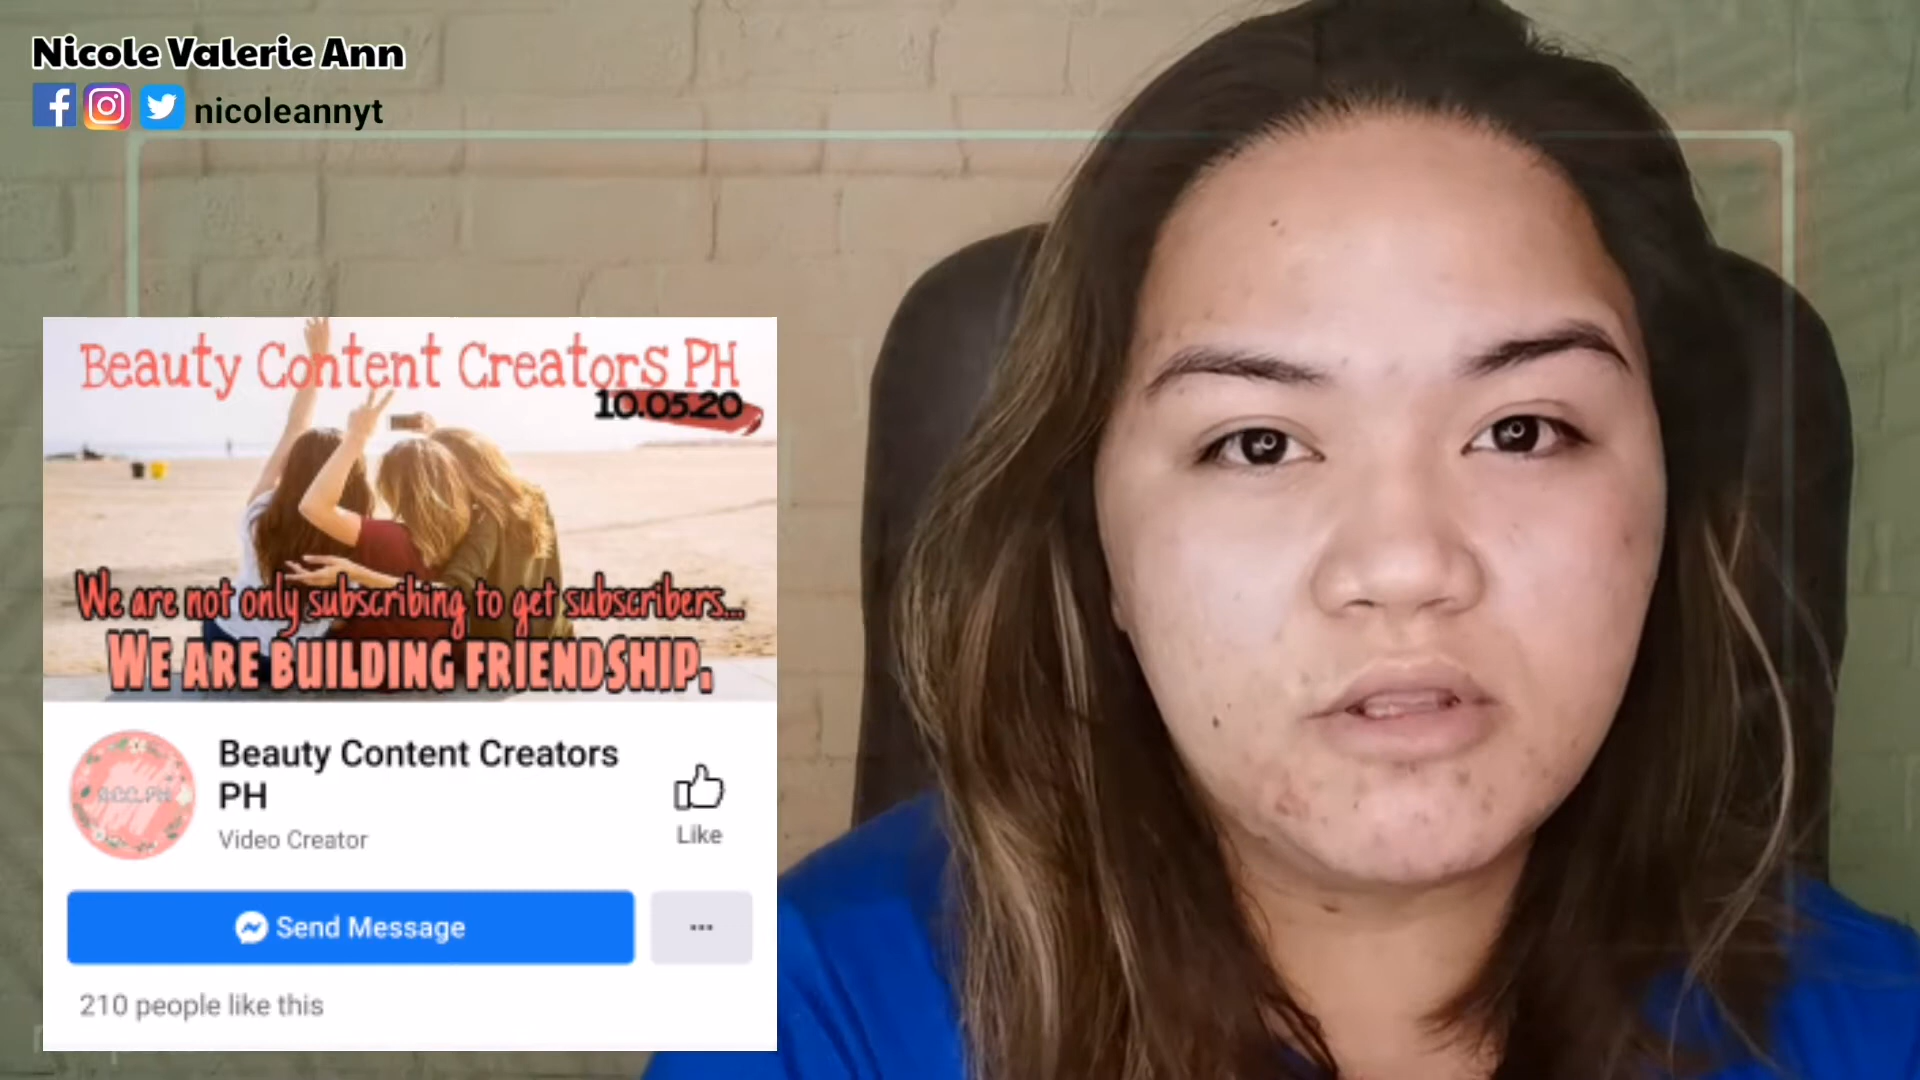 Nicole Valerie Ann
nicoleannyt
Beauty Content Creators PH
10.05.20
We are not only subscribing to get subscribers...
WE ARE BUILDING FRIENDSHIP.
B.C.C. PH
Beauty Content Creators
PH
Video Creator
Like
Send Message
210 people like this